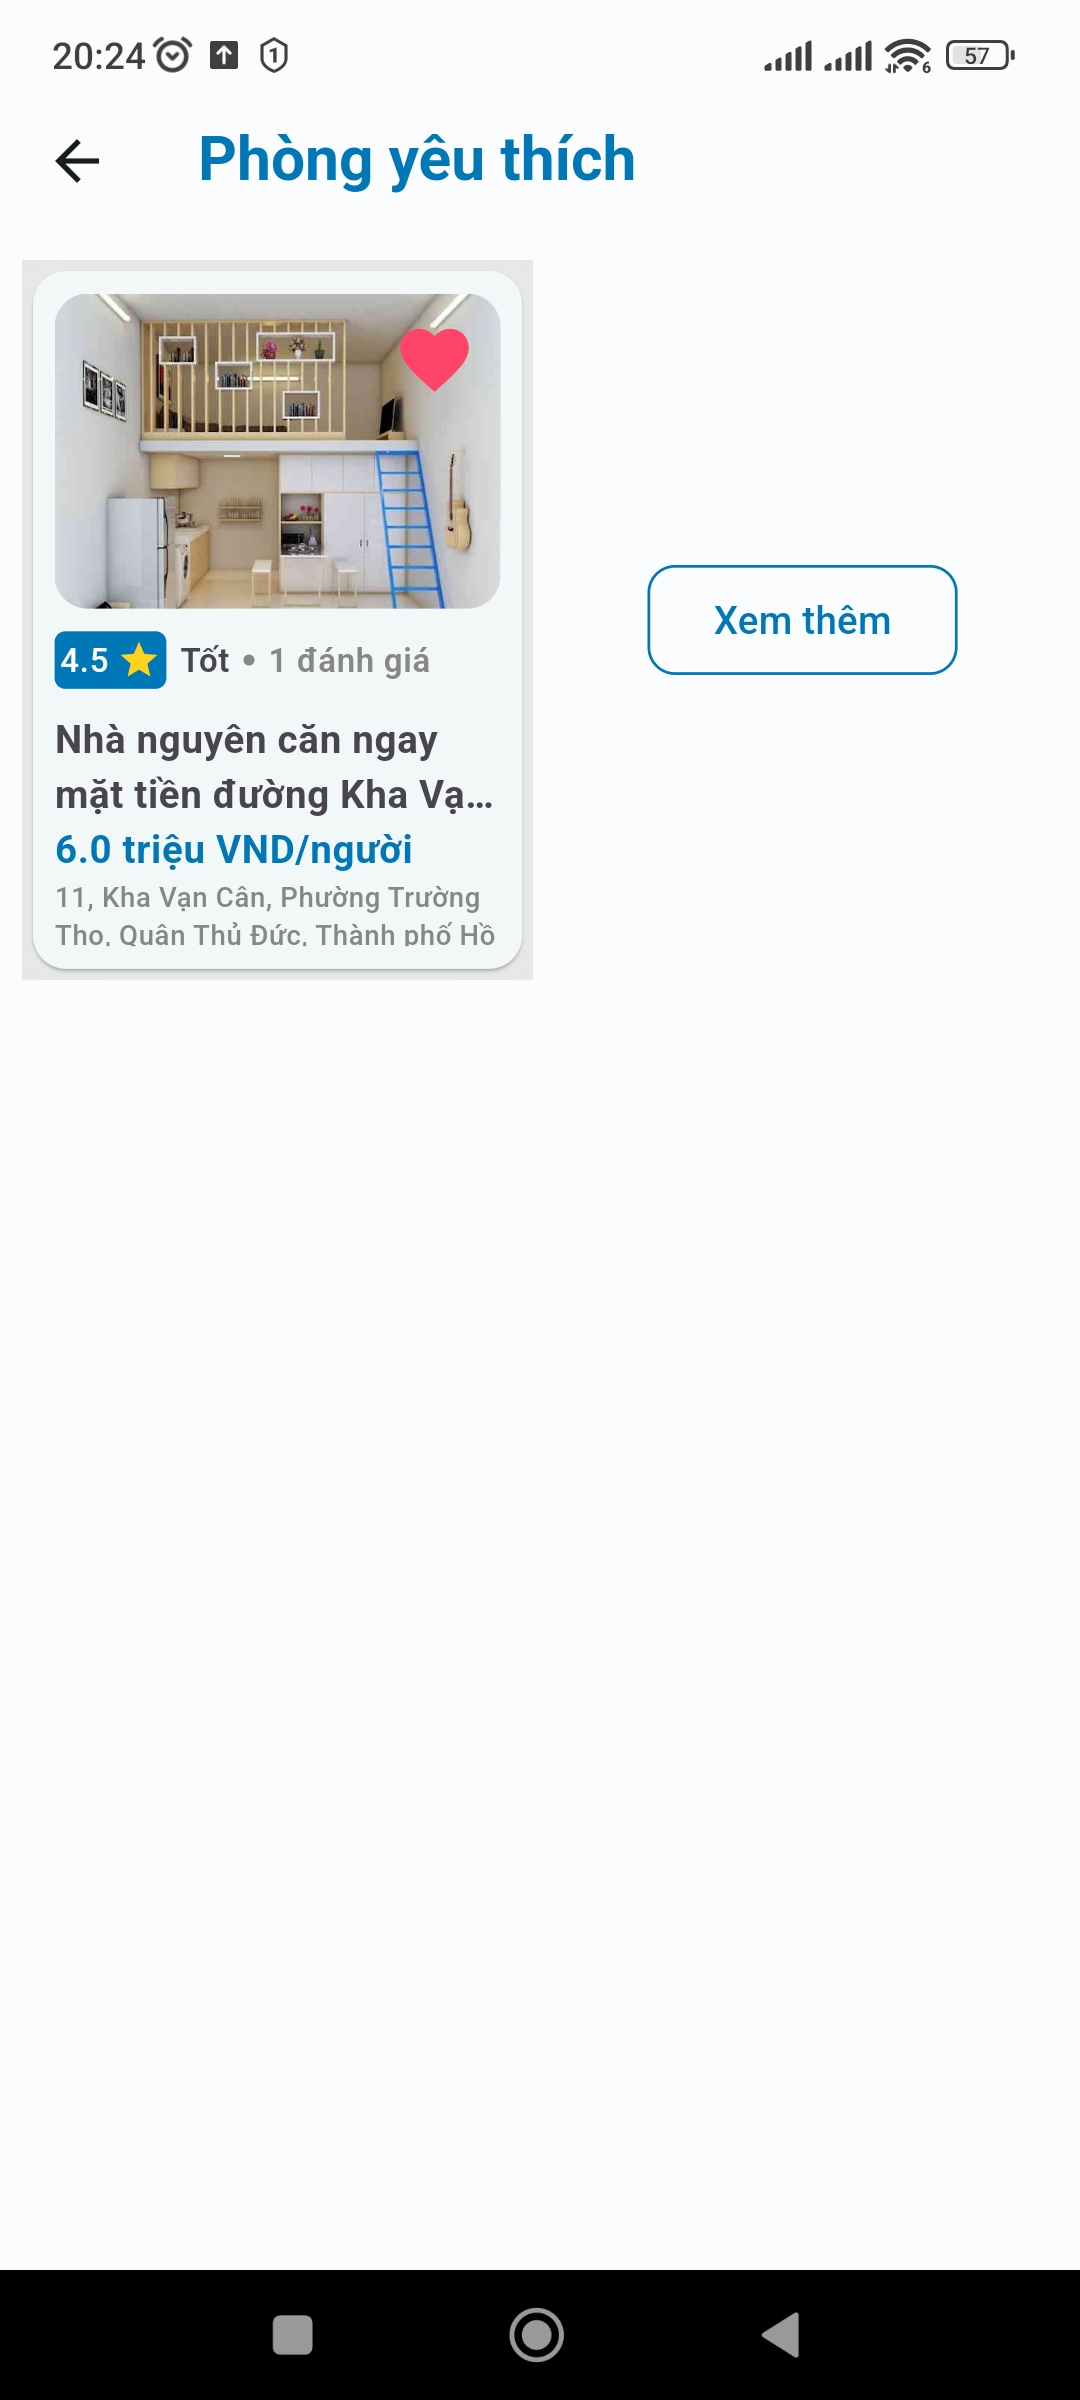 20:24
6
57
Phòng yêu thích
4.5 Tốt • 1 đánh giá
Nhà nguyên căn ngay
mặt tiền đường Kha Vạ...
6.0 triệu VND/người
11, Kha Vạn Cân, Phường Trường
Thọ, Quận Thủ Đức, Thành phố Hồ
Xem thêm